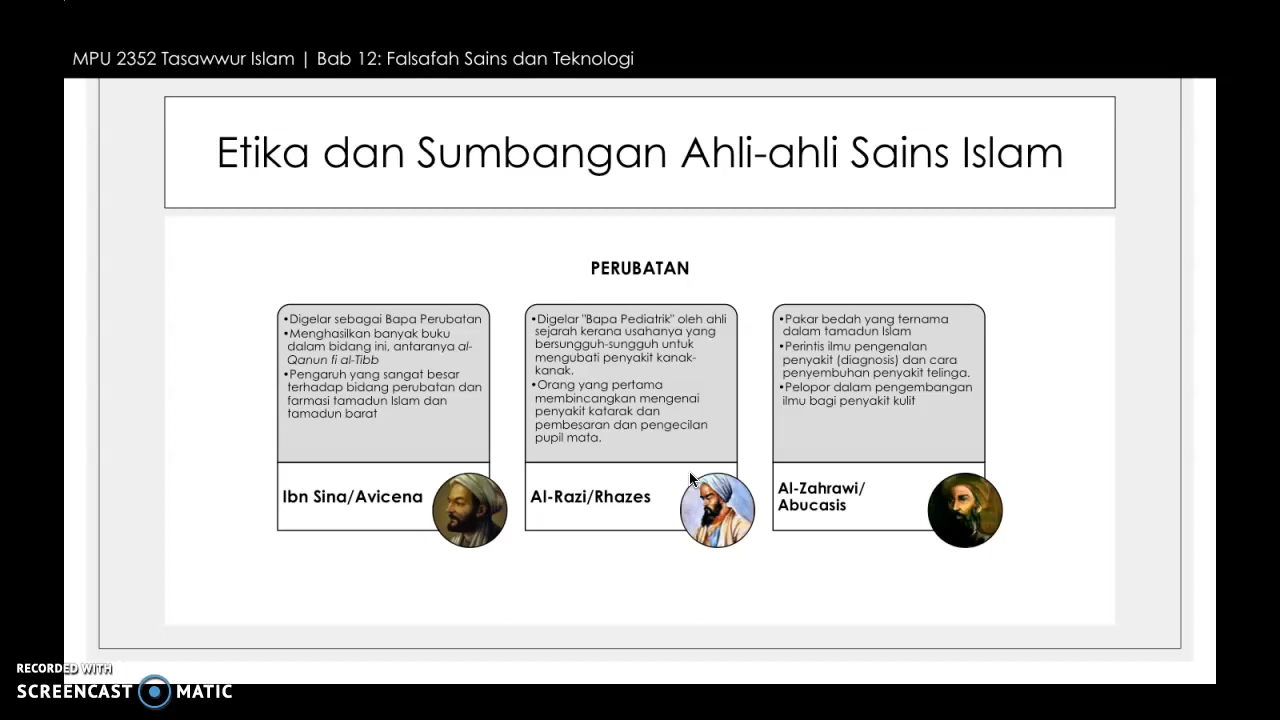 MPU 2352 Tasawwur Islam | Bab 12: Falsafah Sains dan Teknologi
Etika dan Sumbangan Ahli-ahli Sains Islam
PERUBATAN
•Digelar sebagai Bapa Perubatan
•Menghasilkan banyak buku
dalam bidang ini, antaranya al-
Qanun fi al-Tibb
•Pengaruh yang sangat besar
terhadap bidang perubatan dan
farmasi tamadun Islam dan
tamadun barat
Ibn Sina/Avicena
•Digelar "Bapa Pediatrik" oleh ahli
sejarah kerana usahanya yang
bersungguh-sungguh untuk
mengubati penyakit kanak-
kanak.
•Orang yang pertama
membincangkan mengenai
penyakit katarak dan
pembesaran dan pengecilan
pupil mata.
Al-Razi/Rhazes
•Pakar bedah yang ternama
dalam tamadun Islam
•Perintis ilmu pengenalan
penyakit (diagnosis) dan cara
penyembuhan penyakit telinga.
•Pelopor dalam pengembangan
ilmu bagi penyakit kulit
Al-Zahrawi/
Abucasis
RECORDED WITH
SCREENCAST MATIC